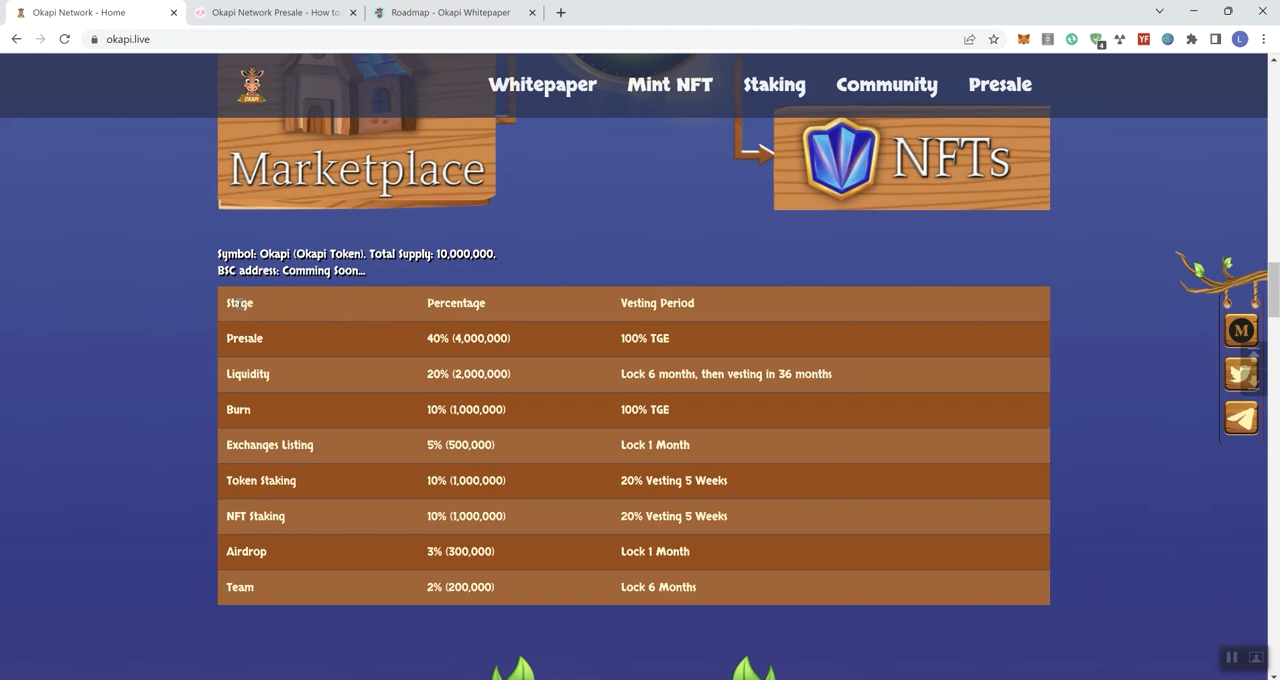 Okapi Network - Home
Okapi Network Presale - How to
Roadmap - Okapi Whitepaper
okapi.live
4
YF
L
OKAPI
Whitepaper
Mint NFT
Staking
Community
Presale
Marketplace
NFTs
Symbol: Okapi (Okapi Token). Total Supply: 10,000,000.
BSC address: Comming Soon...
Stage Percentage Vesting Period
Presale 40% (4,000,000) 100% TGE
Liquidity 20% (2,000,000) Lock 6 months, then vesting in 36 months
Burn 10% (1,000,000) 100% TGE
Exchanges Listing 5% (500,000) Lock 1 Month
Token Staking 10% (1,000,000) 20% Vesting 5 Weeks
NFT Staking 10% (1,000,000) 20% Vesting 5 Weeks
Airdrop 3% (300,000) Lock 1 Month
Team 2% (200,000) Lock 6 Months
M